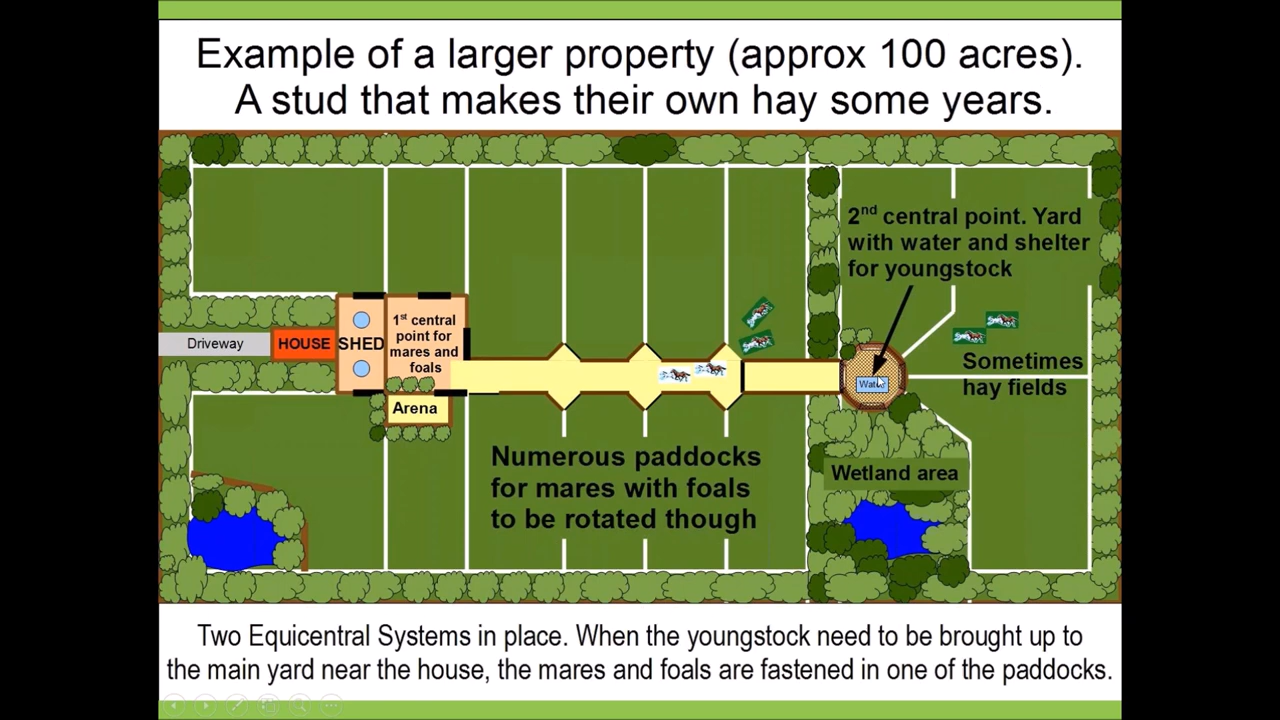 Example of a larger property (approx 100 acres).
A stud that makes their own hay some years.
2nd central point. Yard
with water and shelter
for youngstock
Driveway
HOUSE
SHED
1st central
point for
mares and
foals
Arena
Water
Sometimes
hay fields
Numerous paddocks
for mares with foals
to be rotated though
Wetland area
Two Equicentral Systems in place. When the youngstock need to be brought up to
the main yard near the house, the mares and foals are fastened in one of the paddocks.